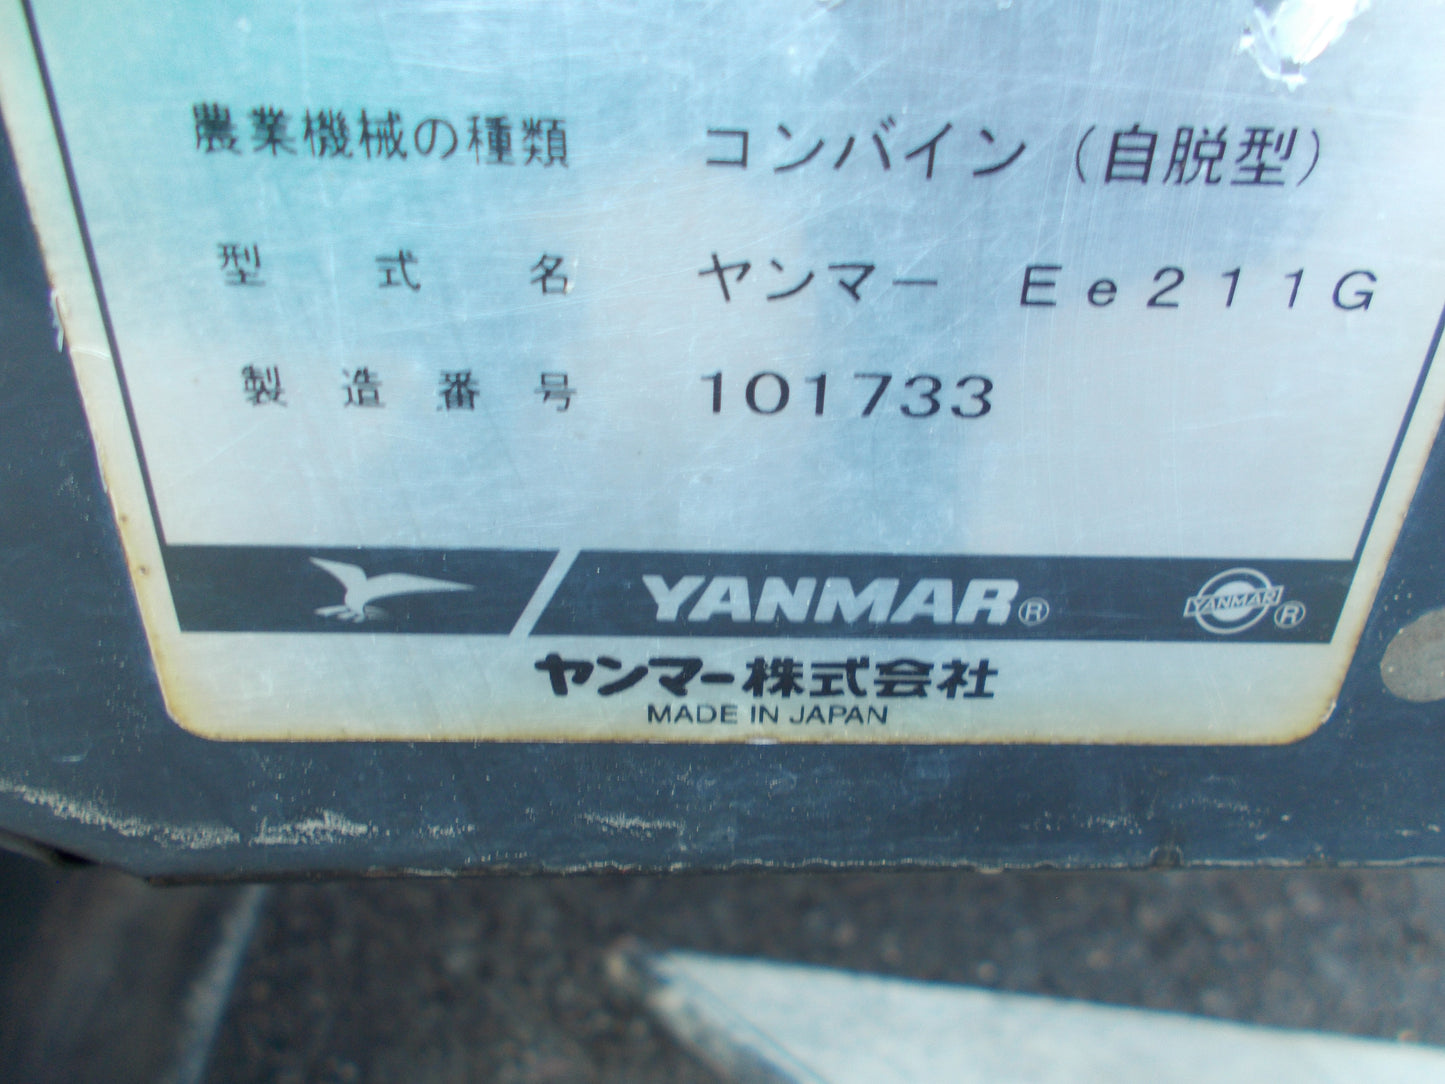 農業機械の種類 コンバイン（自脱型）
型式名 ヤンマー Ee211G
製造番号 101733
YANMAR® YANMAR®
ヤンマー株式会社
MADE IN JAPAN